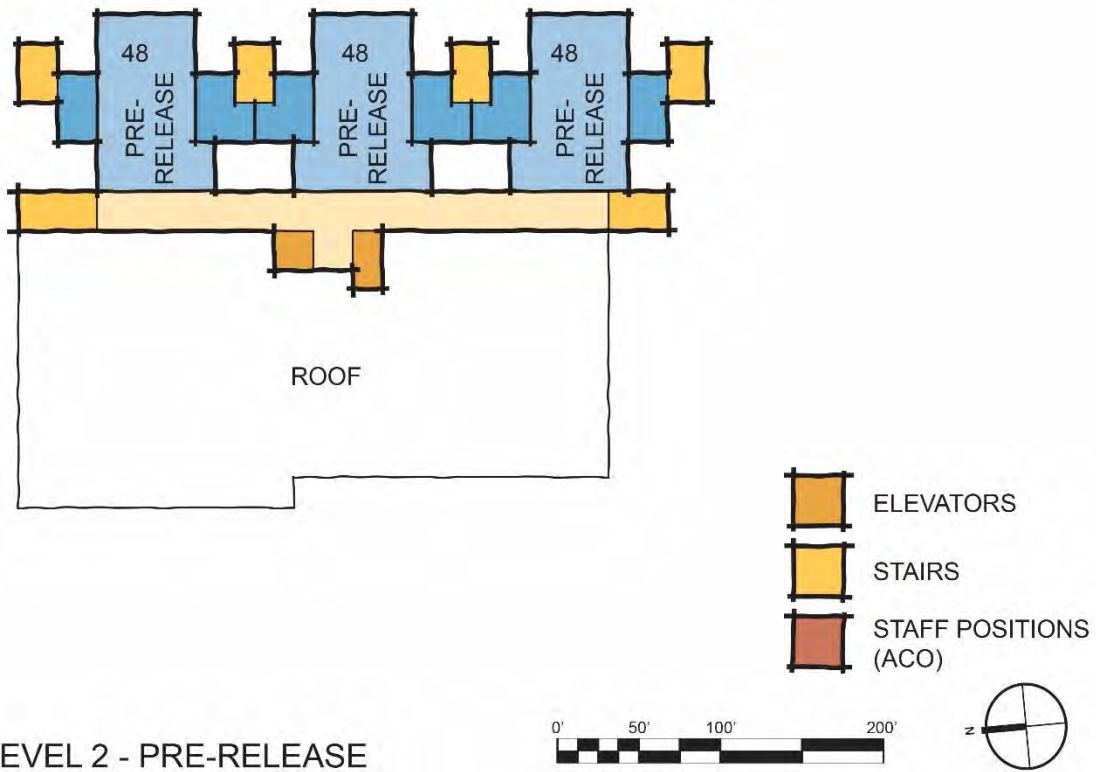 48
PRE-
RELEASE
48
PRE-
RELEASE
48
PRE-
RELEASE
ROOF
ELEVATORS
STAIRS
STAFF POSITIONS
(ACO)
0' 50' 100' 200'
N
EVEL 2 - PRE-RELEASE